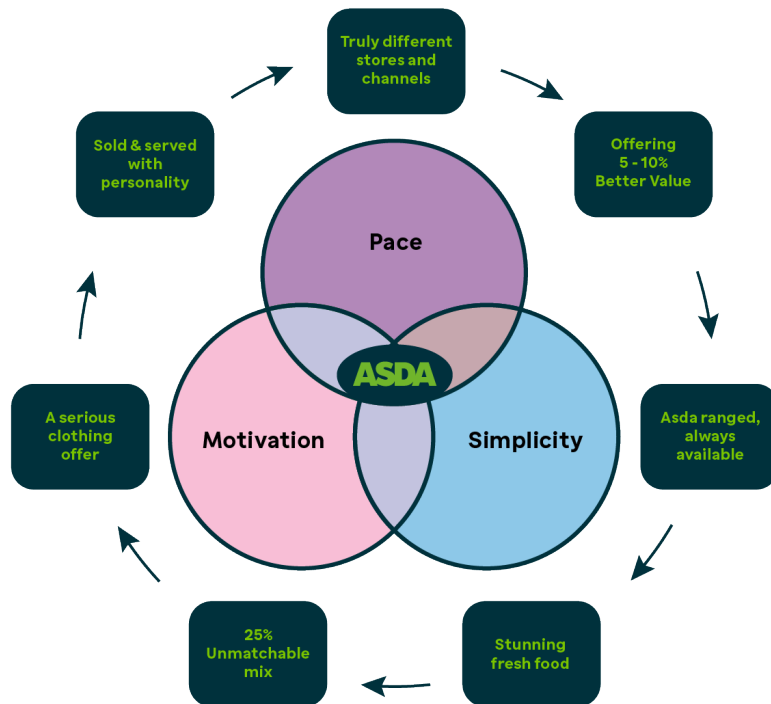 Truly different
stores and
channels
Offering
5 - 10%
Better Value
Asda ranged,
always
available
Stunning
fresh food
25%
Unmatchable
mix
A serious
clothing
offer
Sold & served
with
personality
Pace
ASDA
Motivation
Simplicity